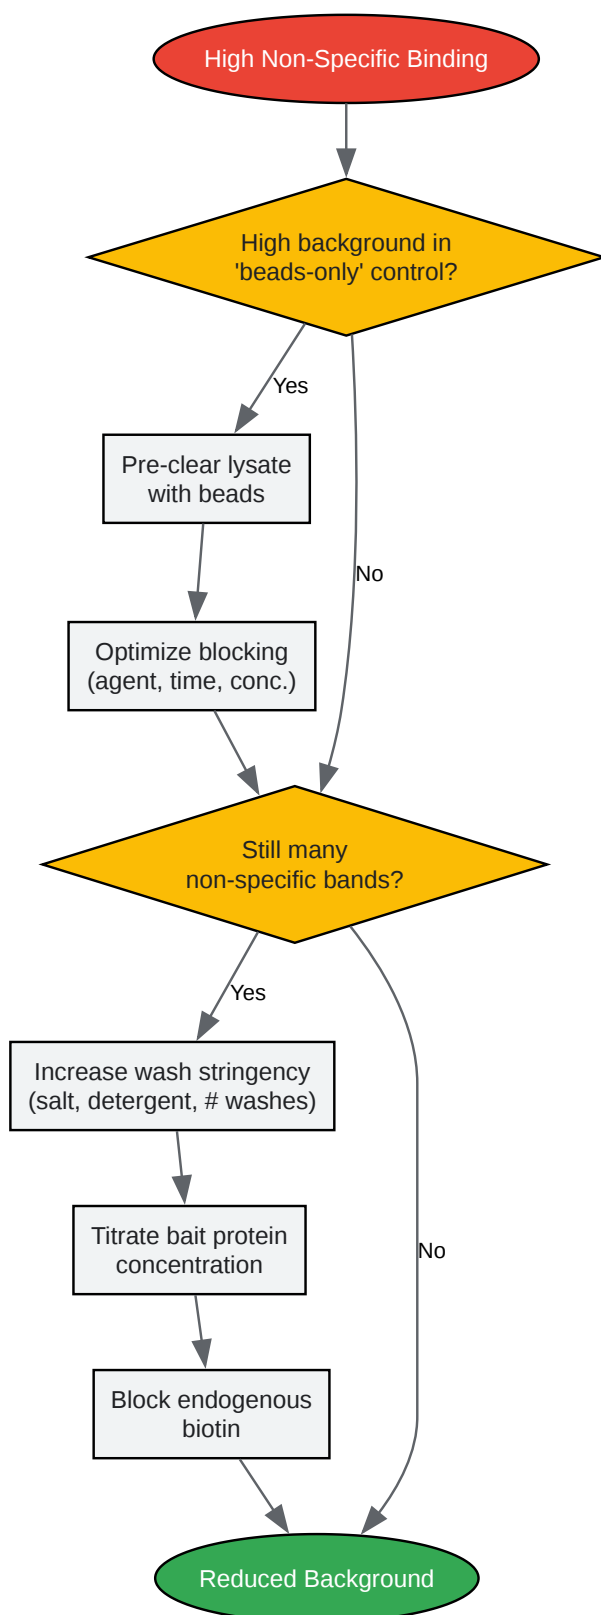 High Non-Specific Binding
High background in
'beads-only' control?
Yes
Pre-clear lysate
with beads
No
Optimize blocking
(agent, time, conc.)
Still many
non-specific bands?
Yes
Increase wash stringency
(salt, detergent, # washes)
Titrate bait protein
concentration
No
Block endogenous
biotin
Reduced Background